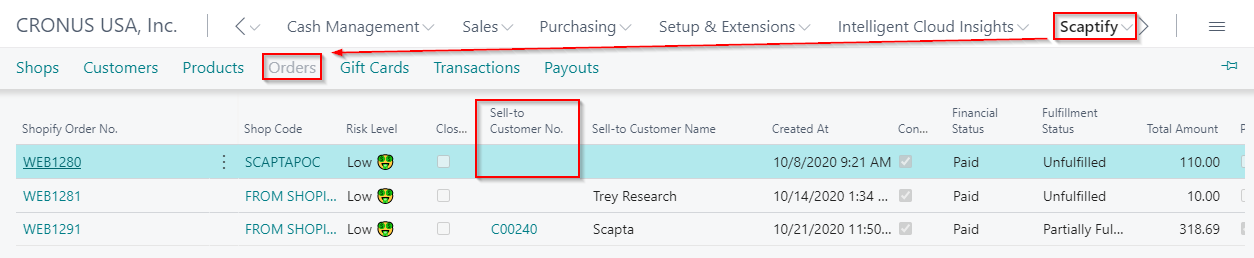 CRONUS USA, Inc. Cash Management Sales Purchasing Setup & Extensions Intelligent Cloud Insights Scaptify
Shops Customers Products Orders Gift Cards Transactions Payouts
Shopify Order No. Shop Code Risk Level Clos... Sell-to Customer No. Sell-to Customer Name Created At Con... Financial Status Fulfillment Status Total Amount
WEB1280 SCAPTAPOC Low 10/8/2020 9:21 AM Paid Unfulfilled 110.00
WEB1281 FROM SHOPI... Low Trey Research 10/14/2020 1:34 ... Paid Unfulfilled 10.00
WEB1291 FROM SHOPI... Low C00240 Scapta 10/21/2020 11:50... Paid Partially Ful... 318.69